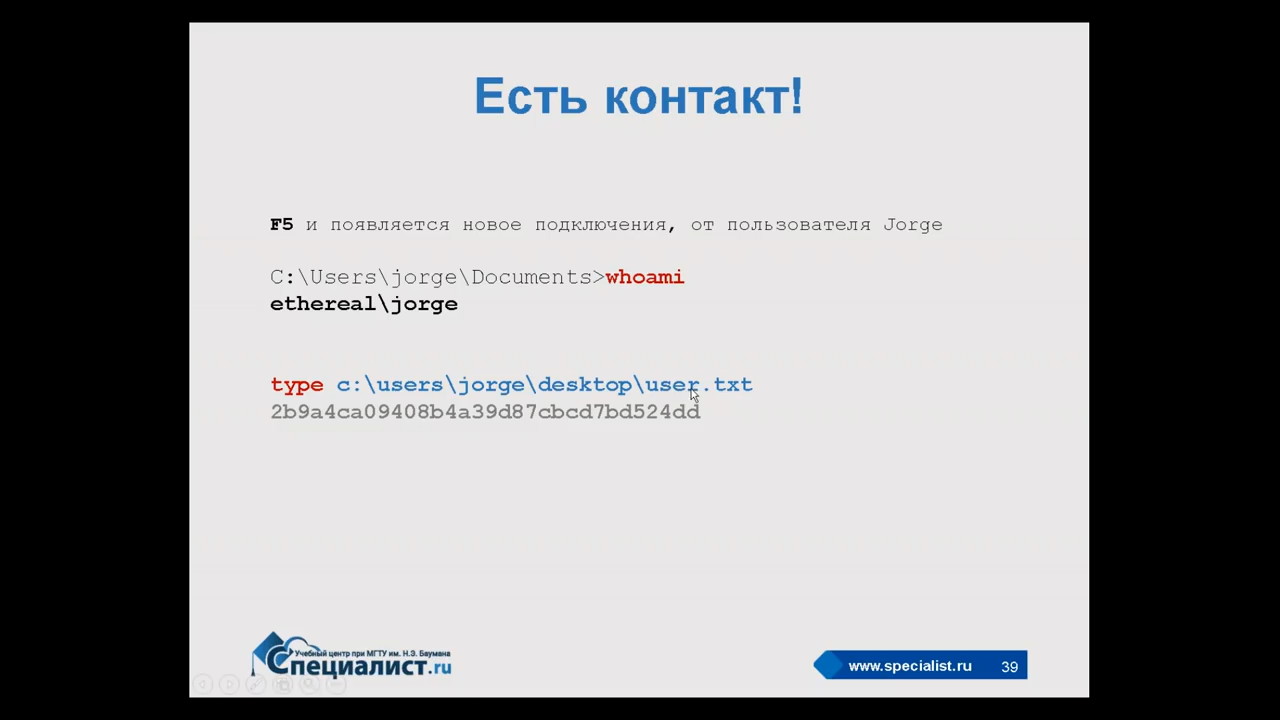 Есть контакт!
F5 и появляется новое подключения, от пользователя Jorge
C:\Users\jorge\Documents>whoami
ethereal\jorge
type c:\users\jorge\desktop\user.txt
2b9a4ca09408b4a39d87cbcd7bd524dd
Учебный центр при МГТУ им. Н.Э. Баумана
Специалист.ru
www.specialist.ru 39